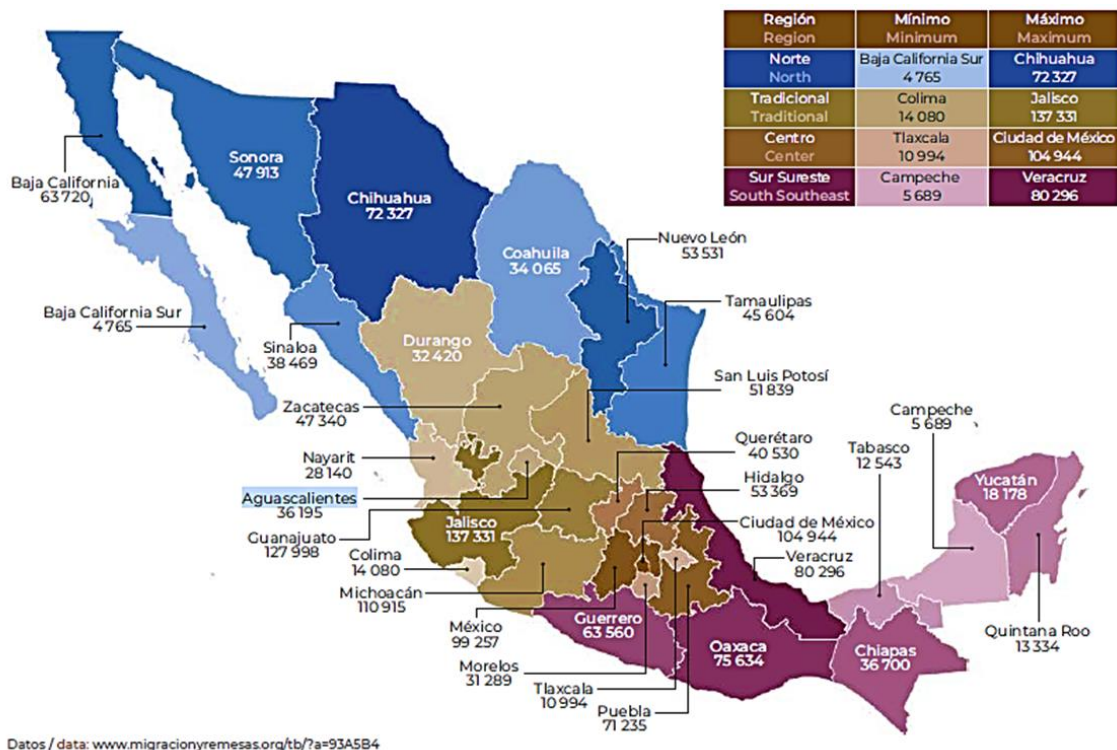 Región Mínimo Máximo
Region Minimum Maximum
Norte Baja California Sur Chihuahua
North 4 765 72 327
Tradicional Colima Jalisco
Traditional 14 080 137 331
Centro Tlaxcala Ciudad de México
Center 10 994 104 944
Sur Sureste Campeche Veracruz
South Southeast 5 689 80 296
Sonora
47 913
Baja California
63 720
Chihuahua
72 327
Coahuila
34 065
Nuevo León
53 531
Baja California Sur
4 765
Tamaulipas
45 604
Sinaloa
38 469
Durango
32 420
San Luis Potosí
51 839
Zacatecas
47 340
Campeche
5 689
Querétaro
40 530
Tabasco
12 543
Nayarit
28 140
Hidalgo
53 369
Yucatán
18 178
Aguascalientes
36 195
Jalisco
137 331
Ciudad de México
104 944
Guanajuato
127 998
Colima
14 080
Veracruz
80 296
Michoacán
110 915
México
99 257
Guerrero
63 560
Quintana Roo
13 334
Oaxaca
75 634
Chiapas
36 700
Morelos
31 289
Tlaxcala
10 994
Puebla
71 235
Datos / data: www.migracionyremesas.org/tb/?a=93A5B4